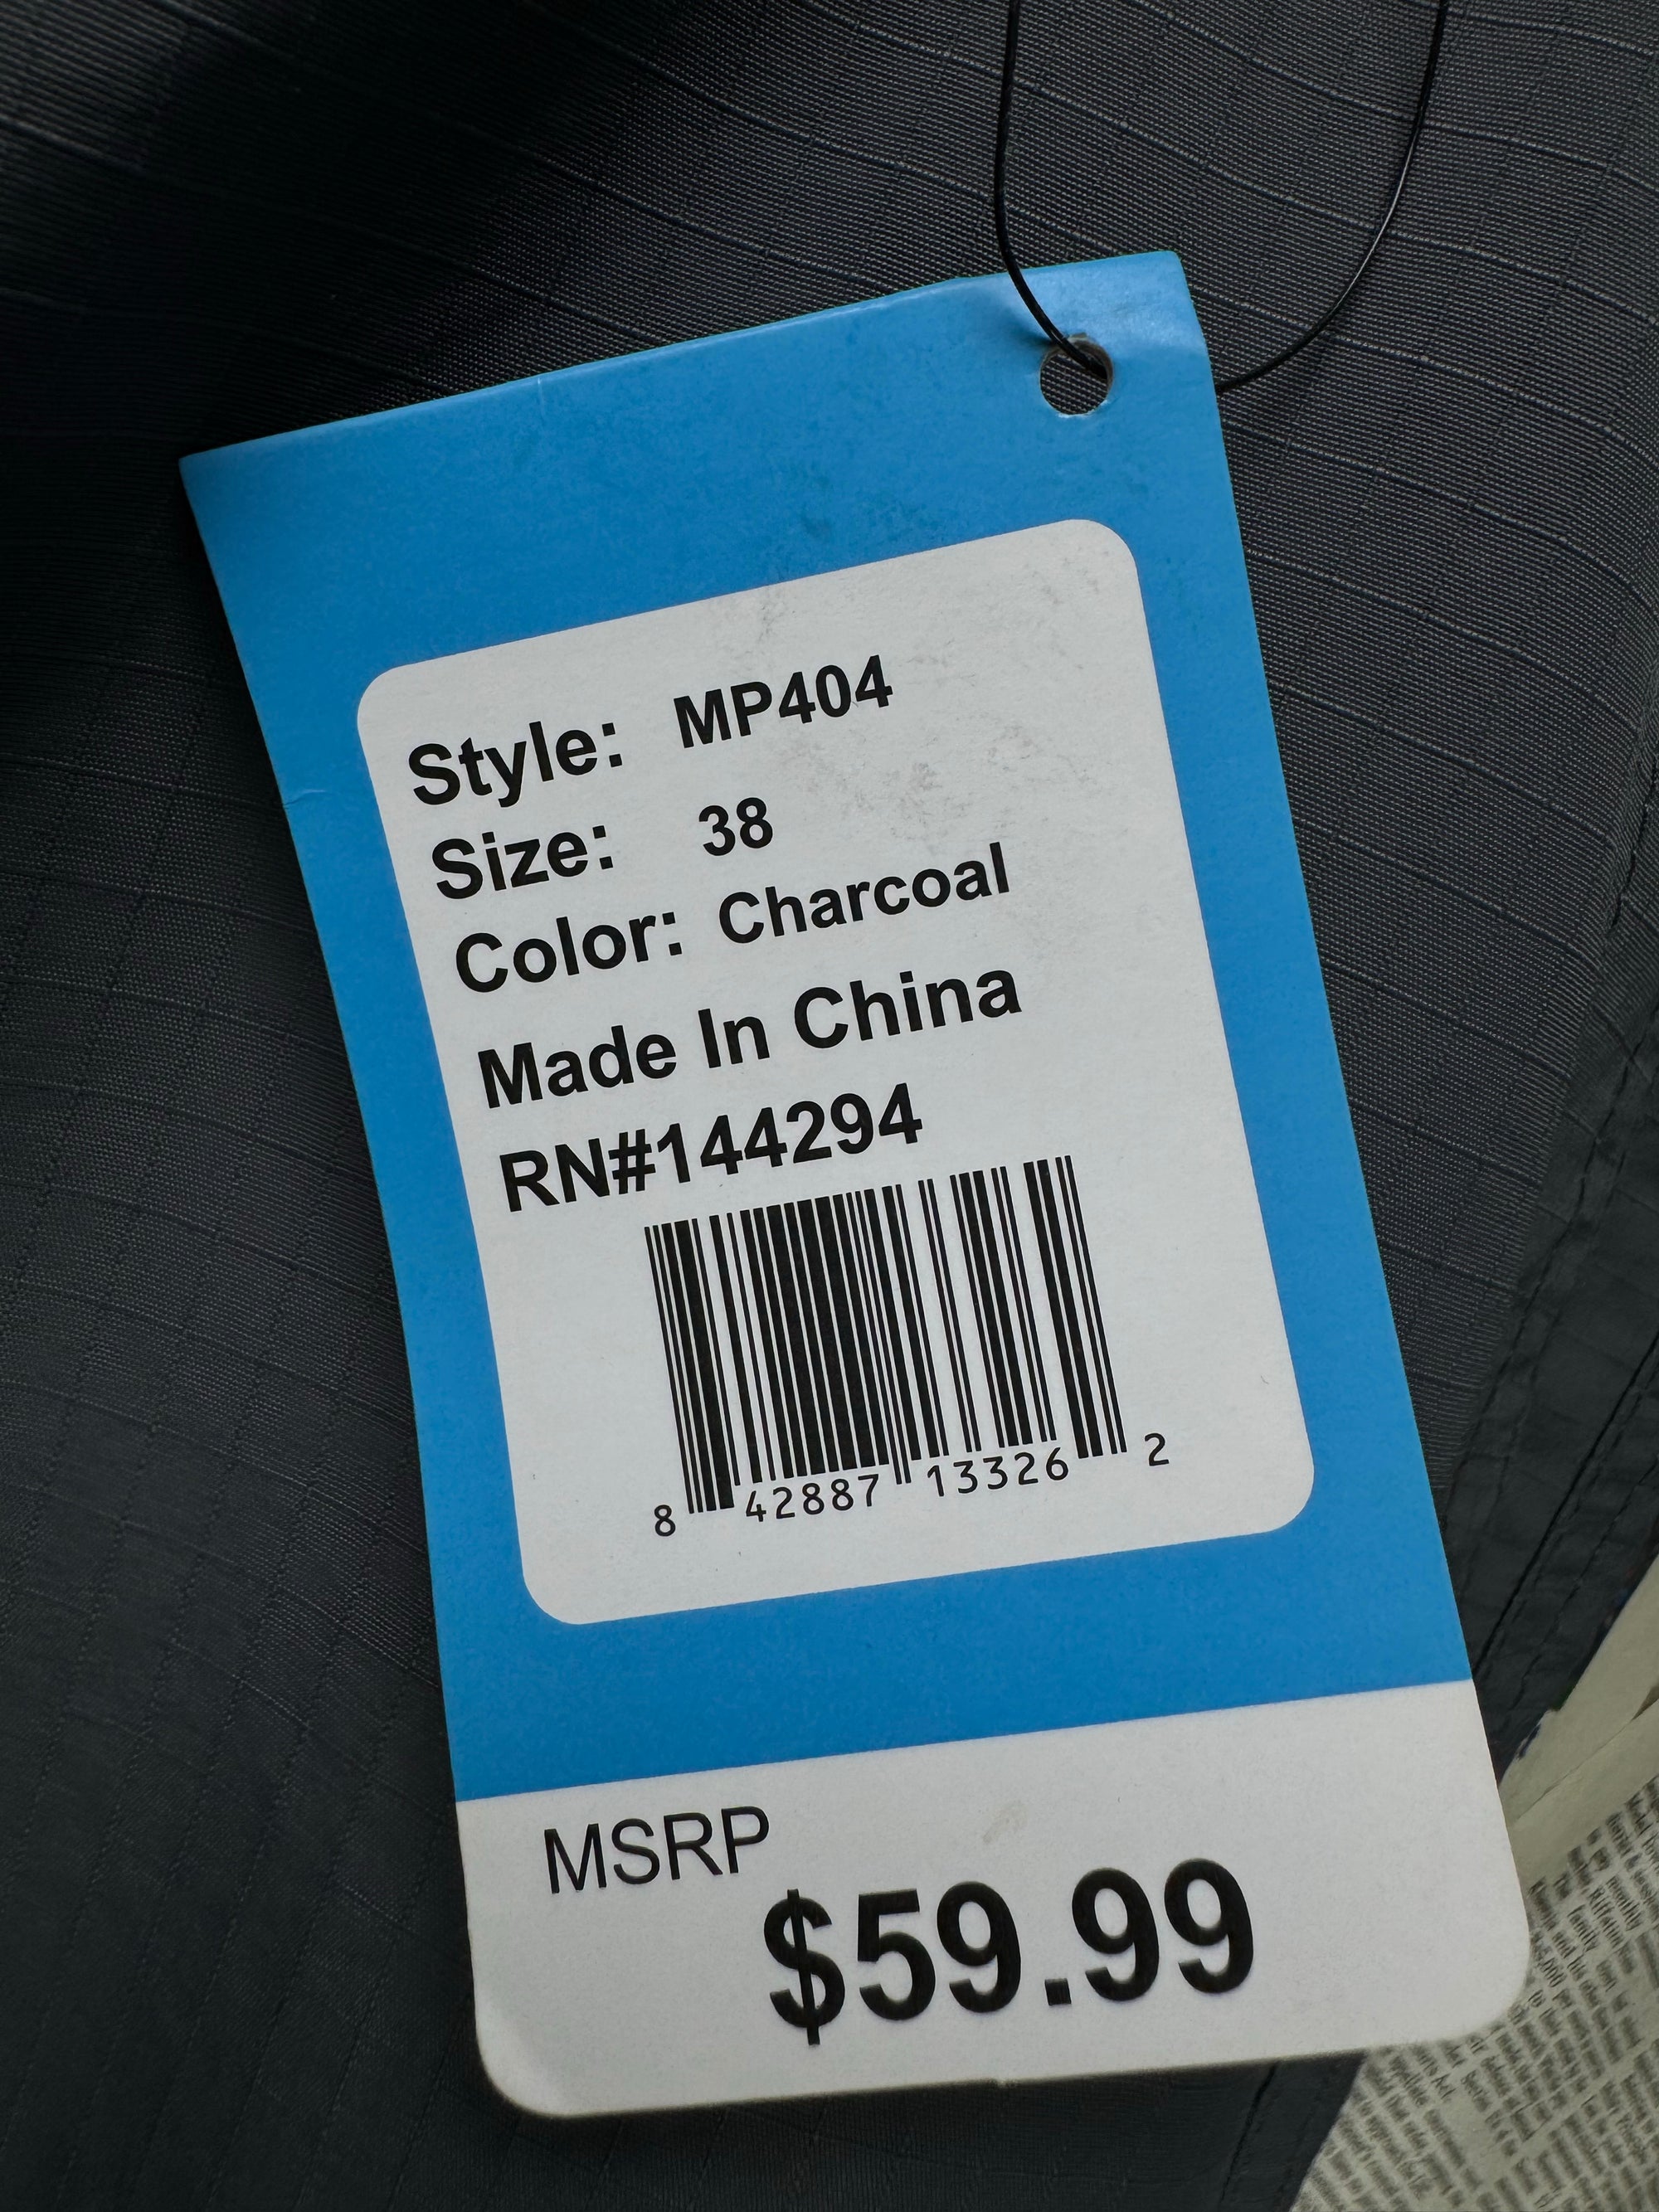 Style: MP404
Size: 38
Color: Charcoal
Made In China
RN#144294
8 42887 13326 2
MSRP
$59.99